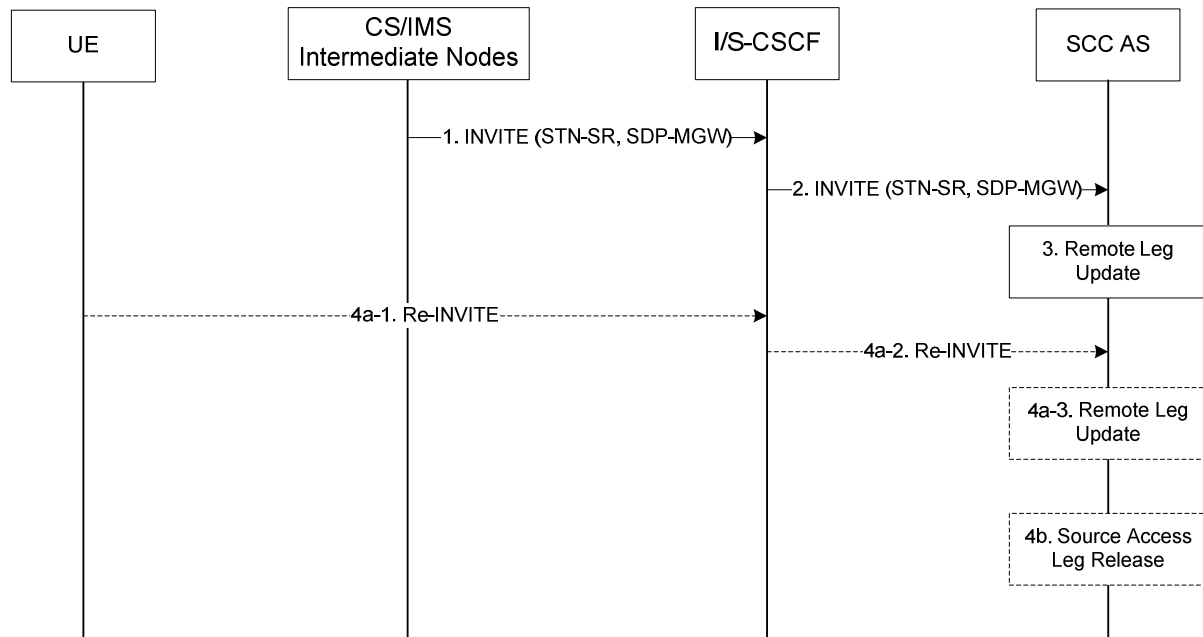 UE
CS/IMS
Intermediate Nodes
I/S-CSCF
SCC AS
1. INVITE (STN-SR, SDP-MGW)
2. INVITE (STN-SR, SDP-MGW)
3. Remote Leg
Update
4a-1. Re-INVITE
4a-2. Re-INVITE
4a-3. Remote Leg
Update
4b. Source Access
Leg Release